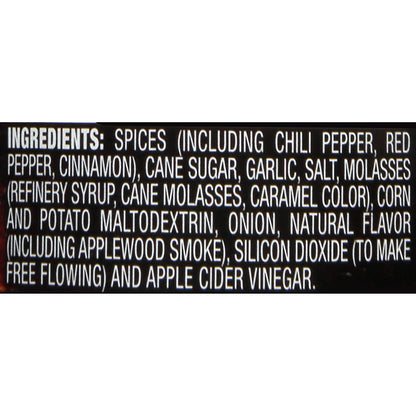 INGREDIENTS: SPICES (INCLUDING CHILI PEPPER, RED
PEPPER, CINNAMON), CANE SUGAR, GARLIC, SALT, MOLASSES
(REFINERY SYRUP, CANE MOLASSES, CARAMEL COLOR), CORN
AND POTATO MALTODEXTRIN, ONION, NATURAL FLAVOR
(INCLUDING APPLEWOOD SMOKE), SILICON DIOXIDE (TO MAKE
FREE FLOWING) AND APPLE CIDER VINEGAR.